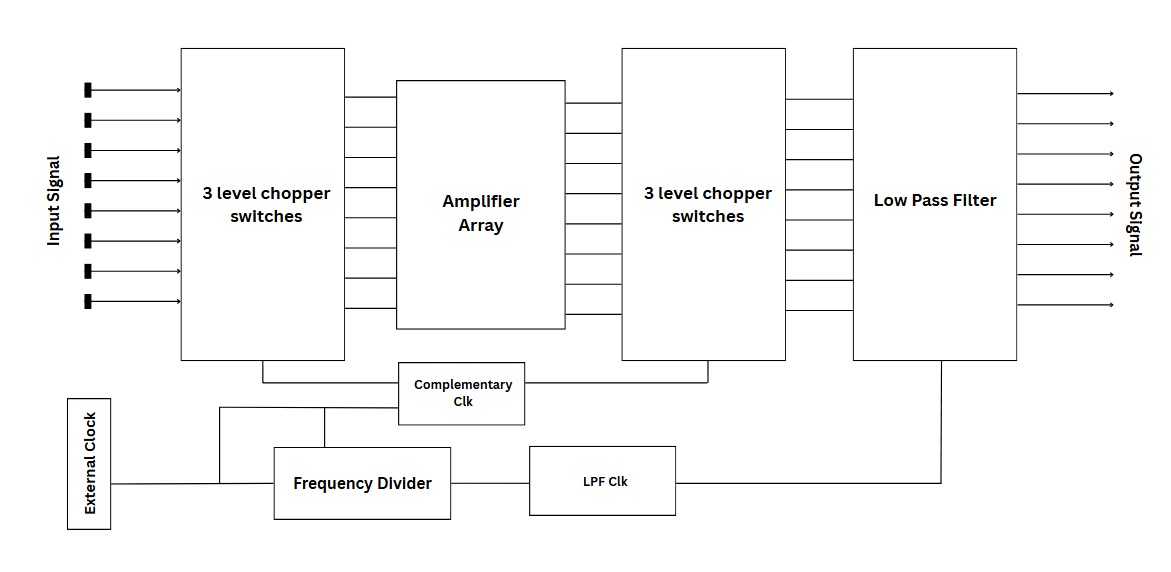 Input Signal
3 level chopper
switches
Amplifier
Array
3 level chopper
switches
Low Pass Filter
Output Signal
Complementary
Clk
External Clock
Frequency Divider
LPF Clk